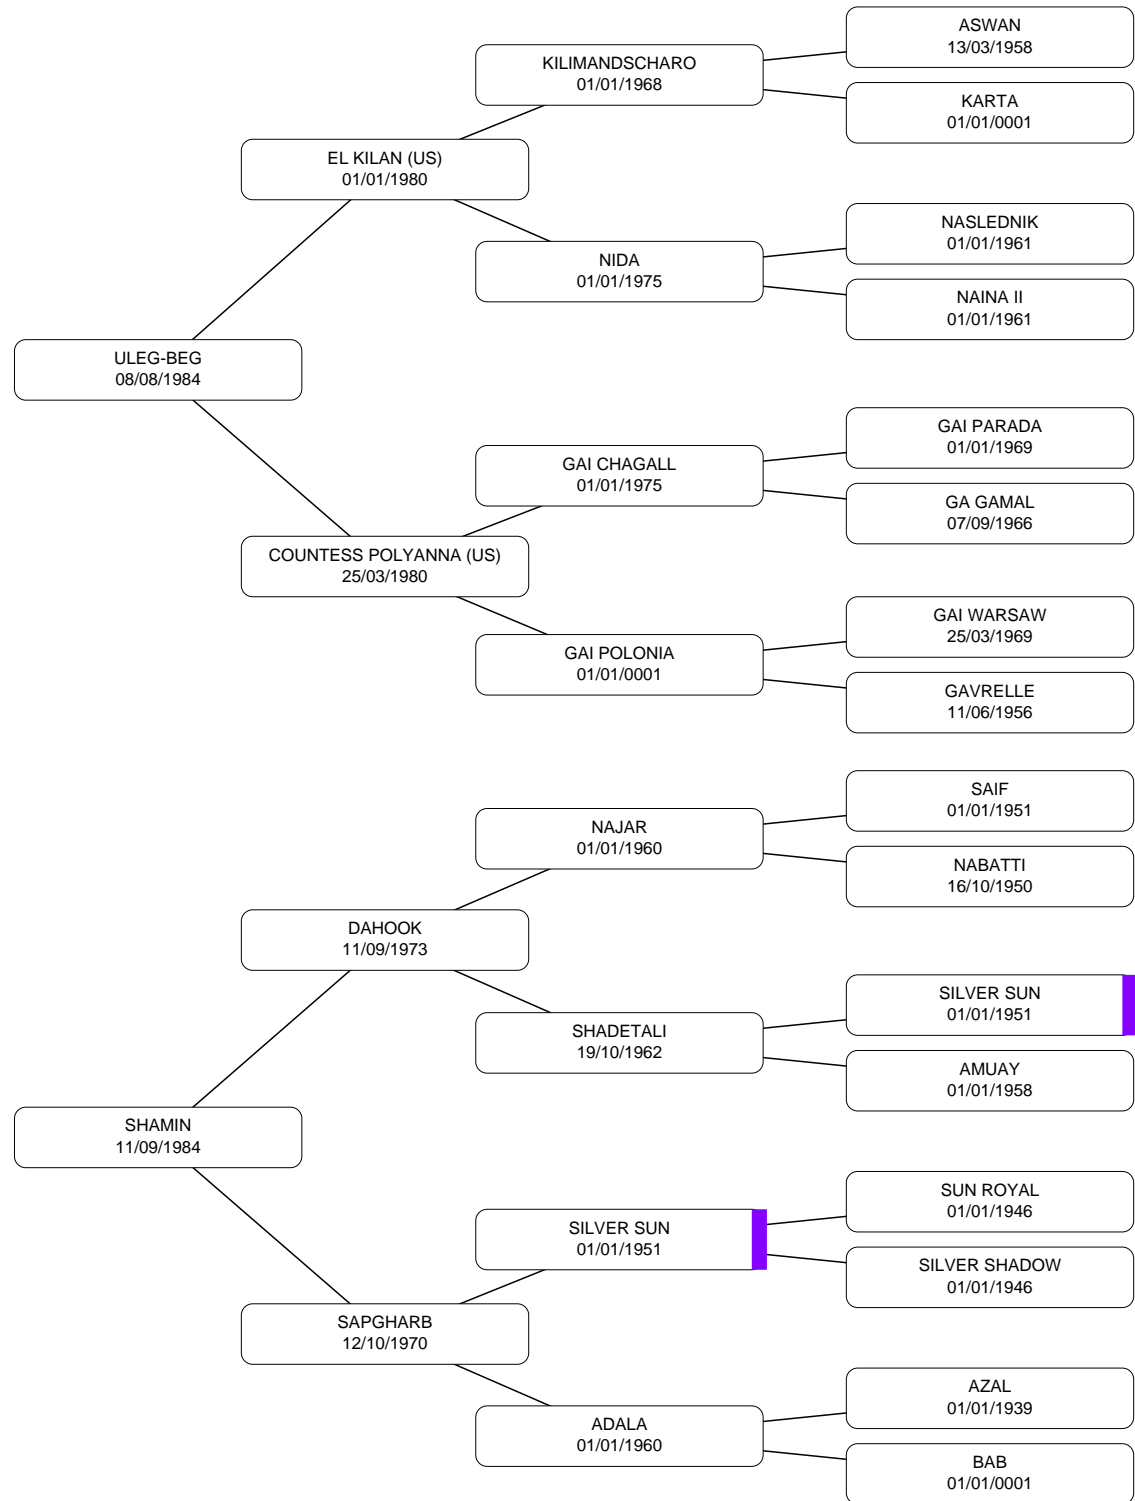 ASWAN
13/03/1958
KILIMANDSCHARO
01/01/1968
KARTA
01/01/0001
EL KILAN (US)
01/01/1980
NASLEDNIK
01/01/1961
NIDA
01/01/1975
NAINA II
01/01/1961
ULEG-BEG
08/08/1984
GAI PARADA
01/01/1969
GAI CHAGALL
01/01/1975
GA GAMAL
07/09/1966
COUNTESS POLYANNA (US)
25/03/1980
GAI WARSAW
25/03/1969
GAI POLONIA
01/01/0001
GAVRELLE
11/06/1956
SAIF
01/01/1951
NAJAR
01/01/1960
NABATTI
16/10/1950
DAHOOK
11/09/1973
SILVER SUN
01/01/1951
SHADETALI
19/10/1962
AMUAY
01/01/1958
SHAMIN
11/09/1984
SUN ROYAL
01/01/1946
SILVER SUN
01/01/1951
SILVER SHADOW
01/01/1946
SAPGHARB
12/10/1970
AZAL
01/01/1939
ADALA
01/01/1960
BAB
01/01/0001